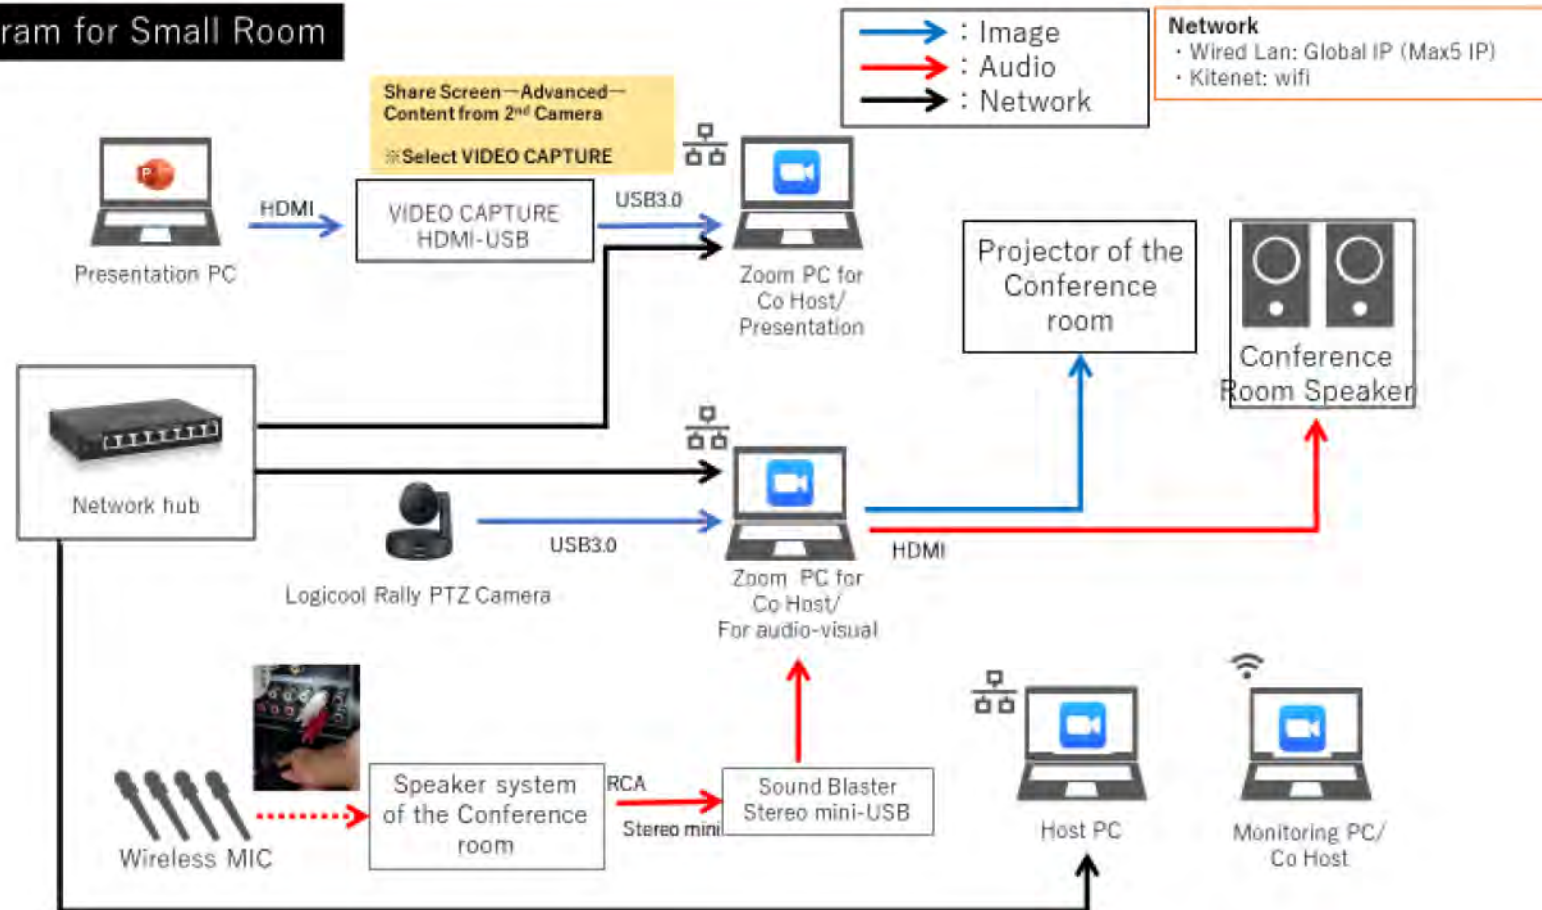 ram for Small Room
: Image
: Audio
: Network
Network
・Wired Lan: Global IP (Max5 IP)
・Kitenet: wifi
Share Screen―Advanced―
Content from 2nd Camera
※Select VIDEO CAPTURE
P
HDMI
VIDEO CAPTURE
HDMI-USB
USB3.0
Presentation PC
Zoom PC for
Co Host/
Presentation
Projector of the
Conference
room
Conference
Room Speaker
Network hub
USB3.0
HDMI
Logicool Rally PTZ Camera
Zoom PC for
Co Host/
For audio-visual
Wireless MIC
Speaker system
of the Conference
room
RCA
Stereo mini
Sound Blaster
Stereo mini-USB
Host PC
Monitoring PC/
Co Host